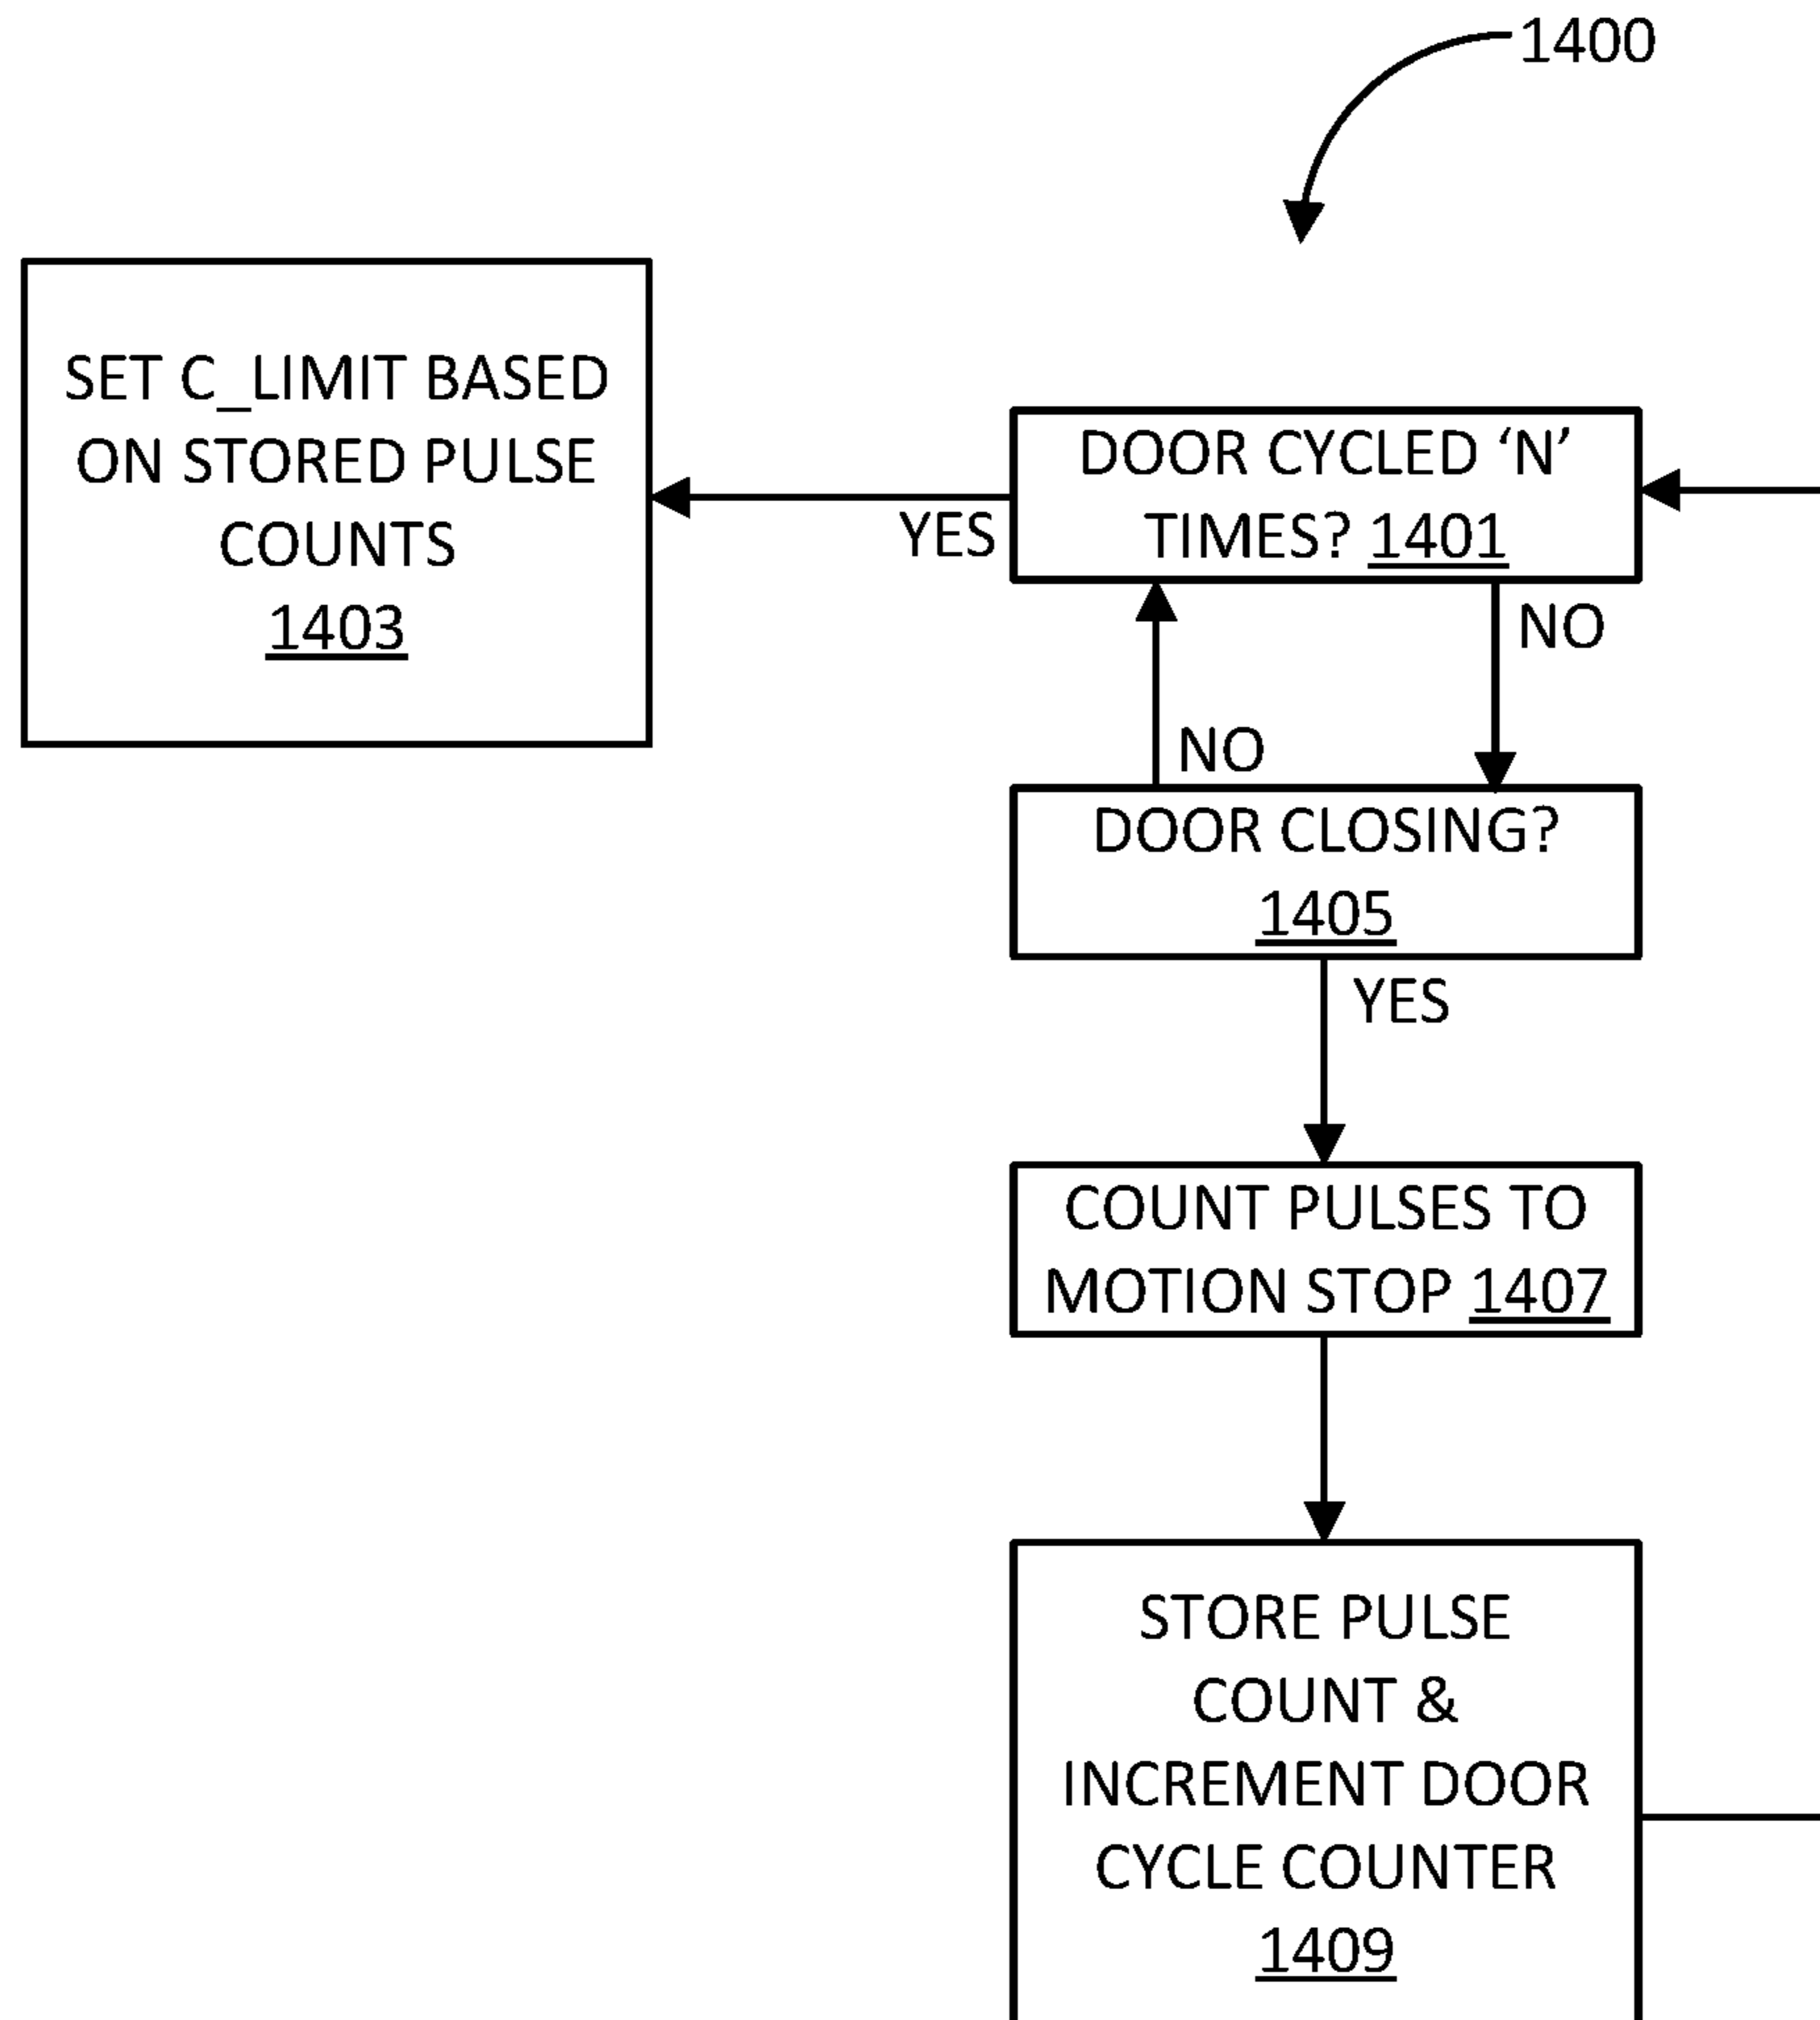 1400
SET C_LIMIT BASED
ON STORED PULSE
COUNTS
1403
DOOR CYCLED ‘N’
TIMES? 1401
YES
NO
NO
DOOR CLOSING?
1405
YES
COUNT PULSES TO
MOTION STOP 1407
STORE PULSE
COUNT &
INCREMENT DOOR
CYCLE COUNTER
1409